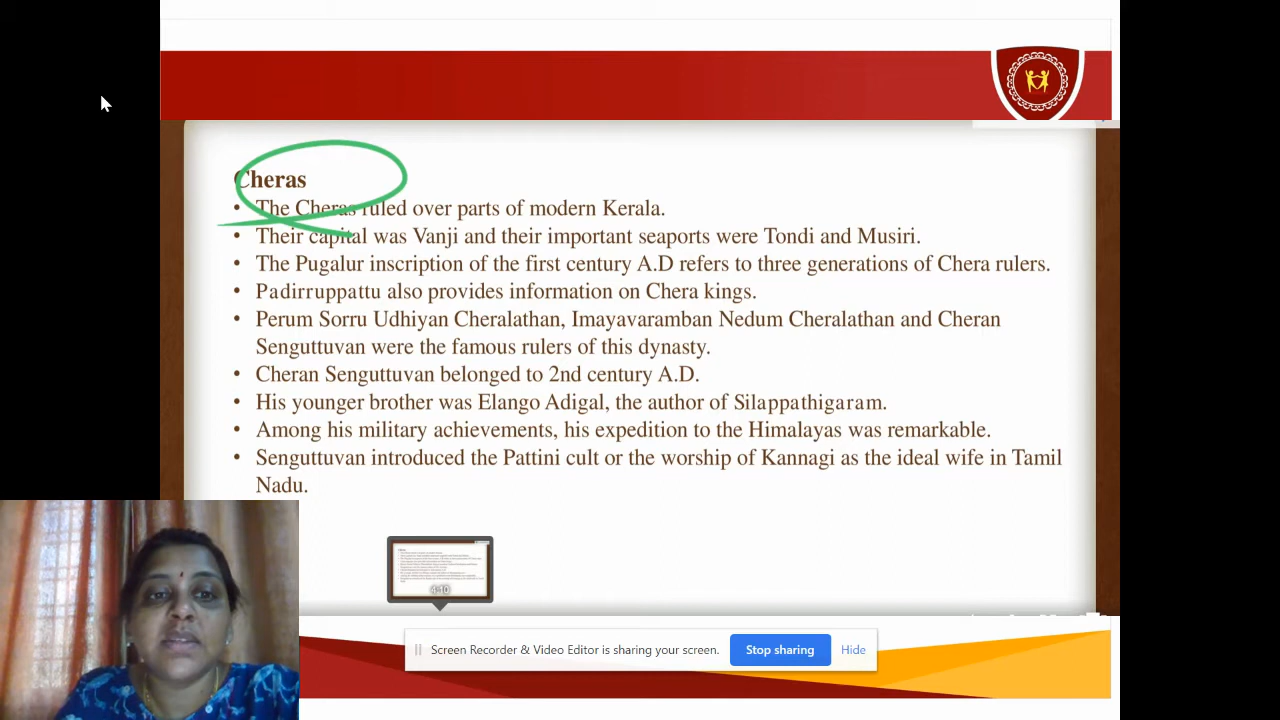 Cheras
• The Cheras ruled over parts of modern Kerala.
• Their capital was Vanji and their important seaports were Tondi and Musiri.
• The Pugalur inscription of the first century A.D refers to three generations of Chera rulers.
• Padirruppattu also provides information on Chera kings.
• Perum Sorru Udhiyan Cheralathan, Imayavaramban Nedum Cheralathan and Cheran
Senguttuvan were the famous rulers of this dynasty.
• Cheran Senguttuvan belonged to 2nd century A.D.
• His younger brother was Elango Adigal, the author of Silappathigaram.
• Among his military achievements, his expedition to the Himalayas was remarkable.
• Senguttuvan introduced the Pattini cult or the worship of Kannagi as the ideal wife in Tamil
Nadu.
4:10
Screen Recorder & Video Editor is sharing your screen. Stop sharing Hide